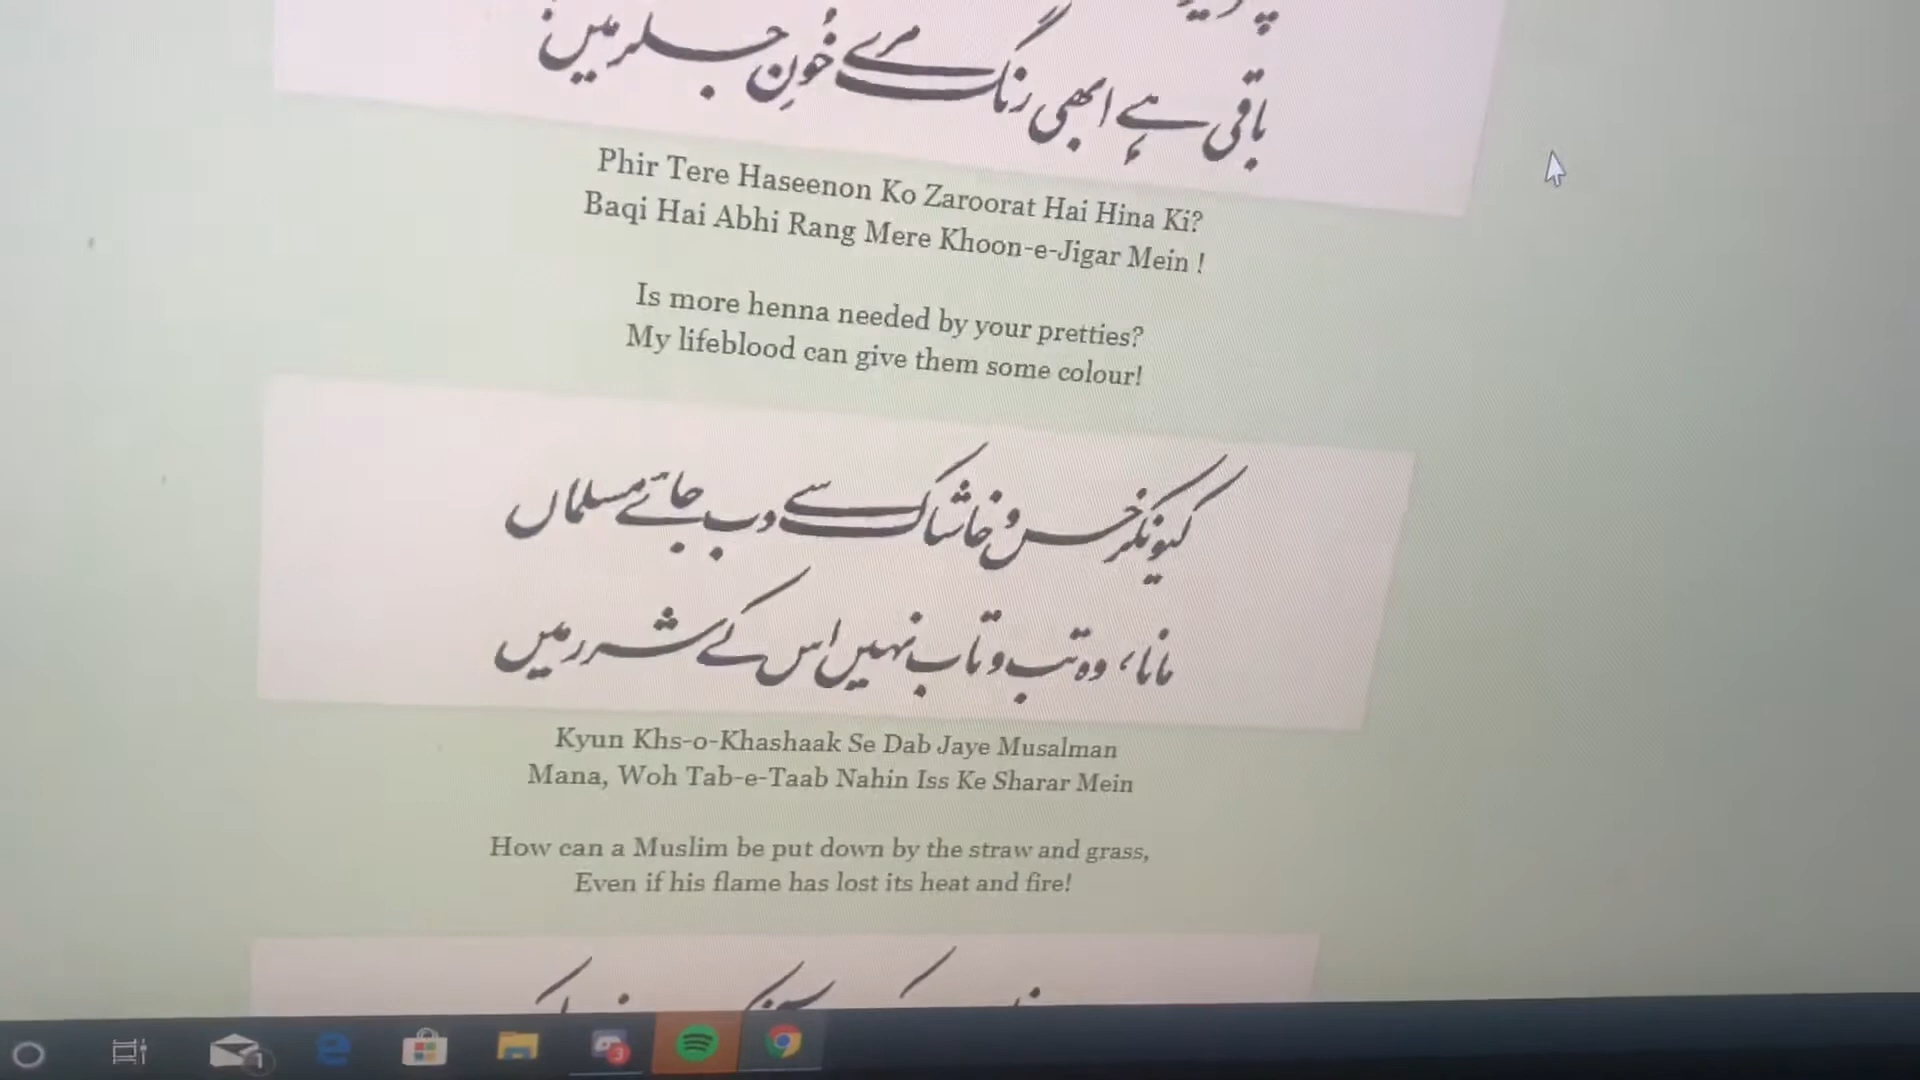 باقی ہے ابھی رنگ مرے خُونِ جگر میں!
Phir Tere Haseenon Ko Zaroorat Hai Hina Ki?
Baqi Hai Abhi Rang Mere Khoon-e-Jigar Mein !
Is more henna needed by your pretties?
My lifeblood can give them some colour!
کیونکر خس و خاشاک سے دب جائے مسلماں
مانا، وہ تب و تاب نہیں اس کے شرر میں
Kyun Khs-o-Khashaak Se Dab Jaye Musalman
Mana, Woh Tab-e-Taab Nahin Iss Ke Sharar Mein
How can a Muslim be put down by the straw and grass,
Even if his flame has lost its heat and fire!
1
3